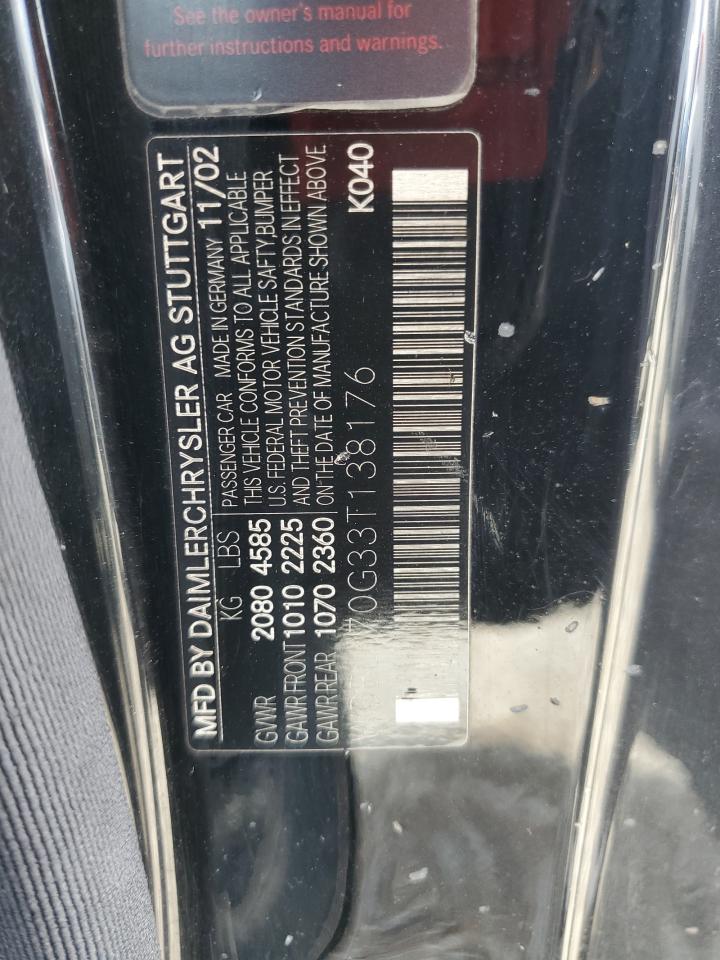 See the owner's manual for
further instructions and warnings.
MFD BY DAIMLERCHRYSLER AG STUTTGART
KG LBS PASSENGER CAR MADE IN GERMANY 11/02
GVWR 2080 4585 THIS VEHICLE CONFORMS TO ALL APPLICABLE
U.S. FEDERAL MOTOR VEHICLE SAFETY,BUMPER
GAWR FRONT 1010 2225 AND THEFT PREVENTION STANDARDS IN EFFECT
GAWR REAR 1070 2360 ON THE DATE OF MANUFACTURE SHOWN ABOVE
0G33T138176 K040